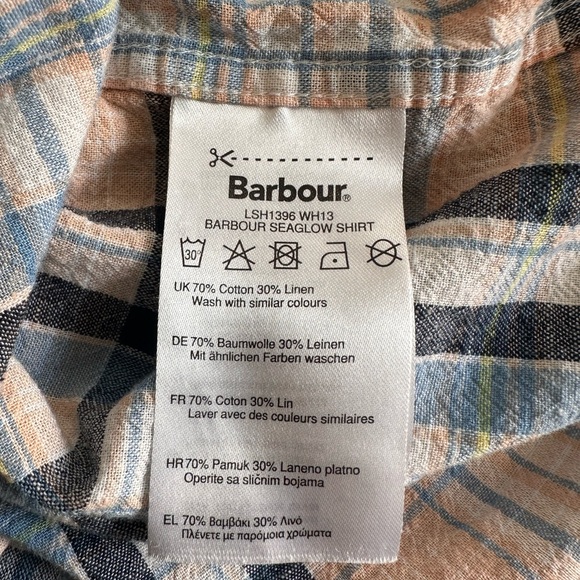 Barbour®
LSH1396 WH13
BARBOUR SEAGLOW SHIRT
30°
UK 70% Cotton 30% Linen
Wash with similar colours
DE 70% Baumwolle 30% Leinen
Mit ähnlichen Farben waschen
FR 70% Coton 30% Lin
Laver avec des couleurs similaires
HR 70% Pamuk 30% Laneno platno
Operite sa sličnim bojama
EL 70% Βαμβάκι 30% Λινό
Πλένετε με παρόμοια χρώματα